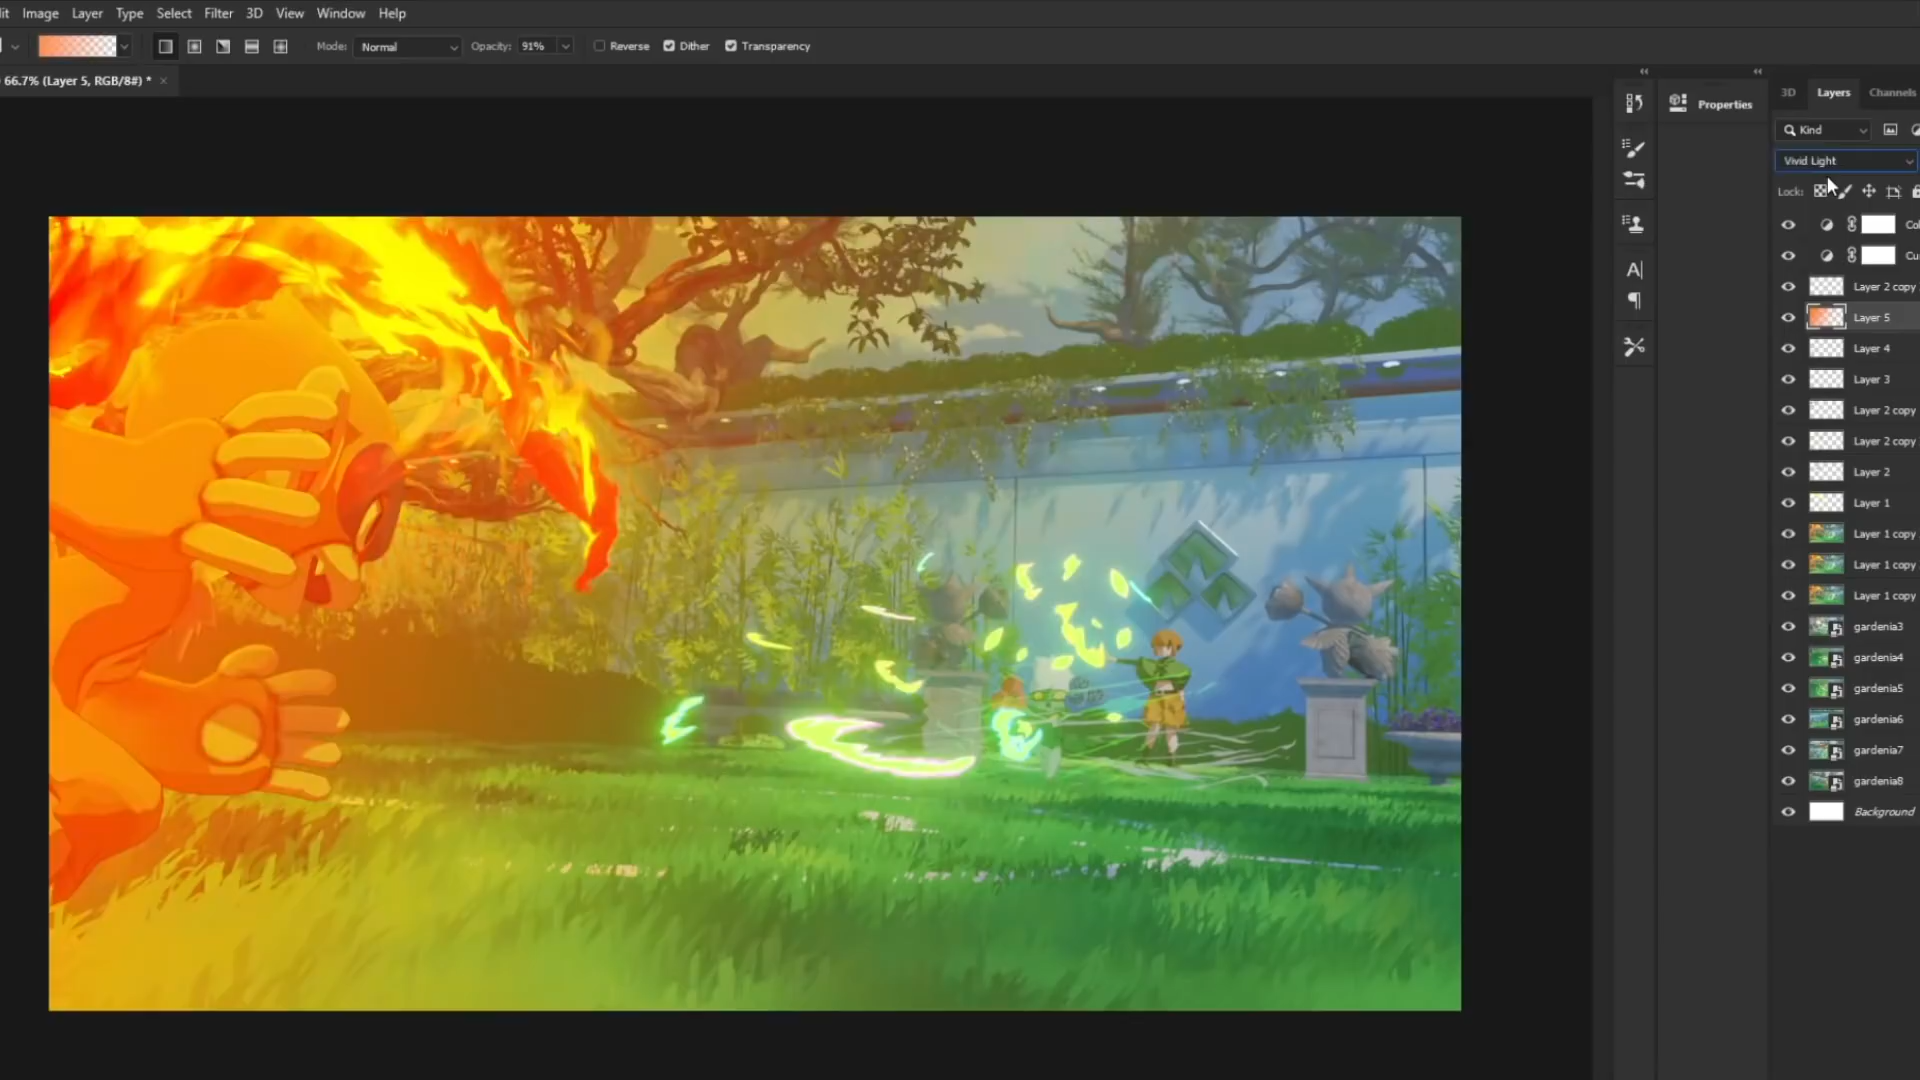 Image Layer Type Select Filter 3D View Window Help
Mode: Normal Opacity: 91% Reverse Dither Transparency
66.7% (Layer 5, RGB/8#) * ×
Properties
3D Layers Channels
Kind
Vivid Light
Lock:
Layer 2 copy
Layer 5
Layer 4
Layer 3
Layer 2 copy
Layer 2 copy
Layer 2
Layer 1
Layer 1 copy
Layer 1 copy
Layer 1 copy
gardenia3
gardenia4
gardenia5
gardenia6
gardenia7
gardenia8
Background